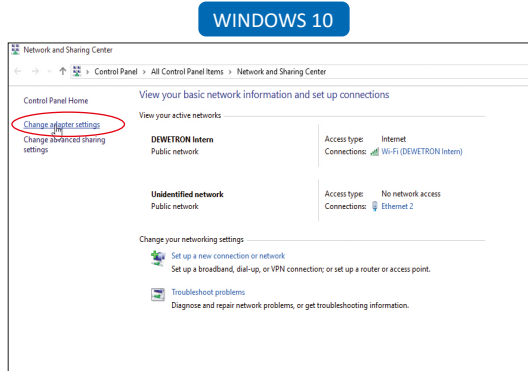 WINDOWS 10
Network and Sharing Center
Control Panel > All Control Panel Items > Network and Sharing Center
Control Panel Home
Change adapter settings
Change advanced sharing
settings
View your basic network information and set up connections
View your active networks
DEWETRON Intern
Public network
Access type: Internet
Connections: Wi-Fi (DEWETRON Intern)
Unidentified network
Public network
Access type: No network access
Connections: Ethernet 2
Change your networking settings
Set up a new connection or network
Set up a broadband, dial-up, or VPN connection; or set up a router or access point.
Troubleshoot problems
Diagnose and repair network problems, or get troubleshooting information.